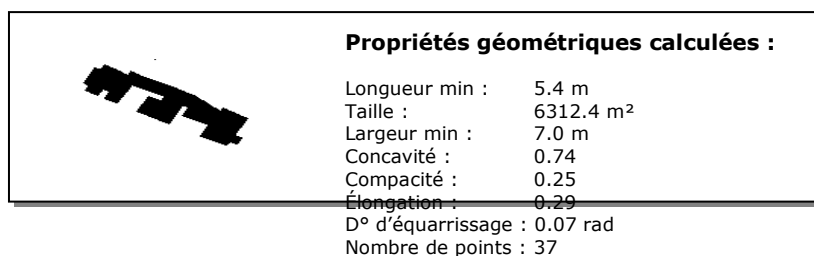 Propriétés géométriques calculées :
Longueur min : 5.4 m
Taille : 6312.4 m²
Largeur min : 7.0 m
Concavité : 0.74
Compacité : 0.25
Élongation : 0.29
D° d'équarrissage : 0.07 rad
Nombre de points : 37